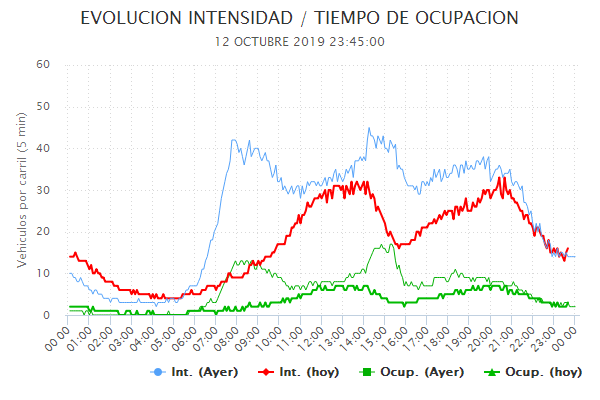 EVOLUCION INTENSIDAD / TIEMPO DE OCUPACION
12 OCTUBRE 2019 23:45:00
Vehiculos por carril (5 min)
60
50
40
30
20
10
0
00:00 01:00 02:00 03:00 04:00 05:00 06:00 07:00 08:00 09:00 10:00 11:00 12:00 13:00 14:00 15:00 16:00 17:00 18:00 19:00 20:00 21:00 22:00 23:00 00:00
Int. (Ayer) Int. (hoy) Ocup. (Ayer) Ocup. (hoy)